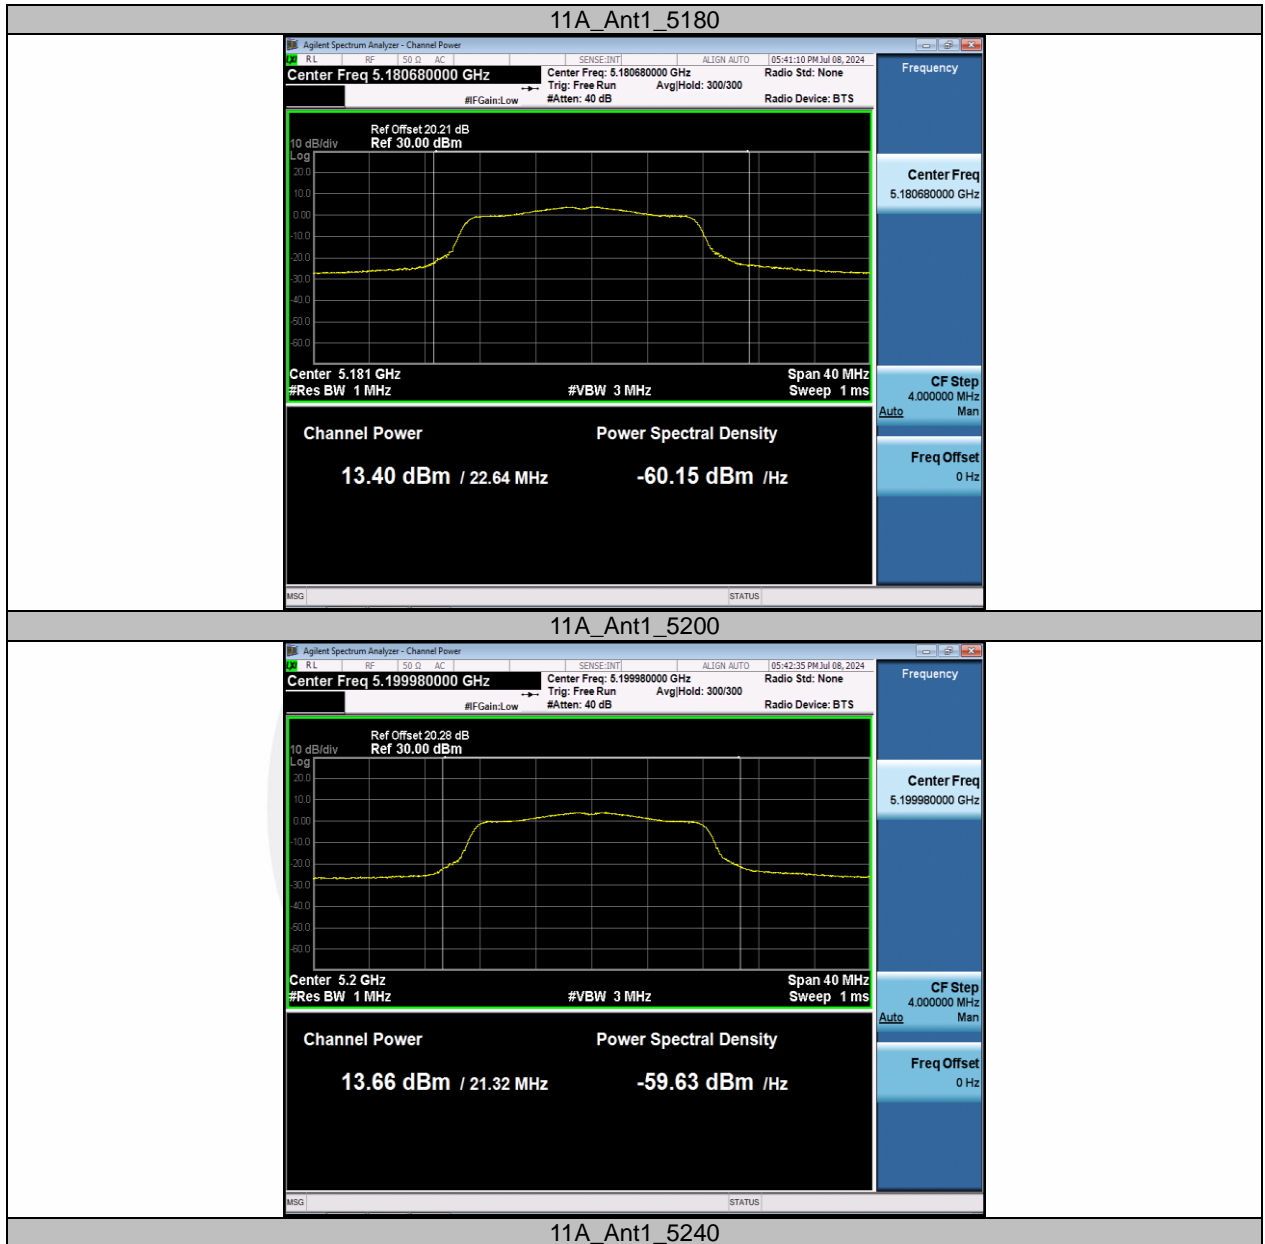 11A_Ant1_5180
Agilent Spectrum Analyzer - Channel Power
RL RF 50 Ω AC SENSE:INT ALIGN AUTO 05:41:10 PM Jul 08, 2024
Center Freq 5.180680000 GHz
Center Freq: 5.180680000 GHz Radio Std: None
Trig: Free Run Avg|Hold: 300/300
#IFGain:Low #Atten: 40 dB Radio Device: BTS
Frequency
Ref Offset 20.21 dB
10 dB/div Ref 30.00 dBm
Log
20.0
10.0
0.00
-10.0
-20.0
-30.0
-40.0
-50.0
-60.0
Center Freq
5.180680000 GHz
Center 5.181 GHz Span 40 MHz
#Res BW 1 MHz #VBW 3 MHz Sweep 1 ms
CF Step
4.000000 MHz
Auto Man
Channel Power Power Spectral Density
13.40 dBm / 22.64 MHz -60.15 dBm /Hz
Freq Offset
0 Hz
MSG STATUS
11A_Ant1_5200
Agilent Spectrum Analyzer - Channel Power
RL RF 50 Ω AC SENSE:INT ALIGN AUTO 05:42:35 PM Jul 08, 2024
Center Freq 5.199980000 GHz
Center Freq: 5.199980000 GHz Radio Std: None
Trig: Free Run Avg|Hold: 300/300
#IFGain:Low #Atten: 40 dB Radio Device: BTS
Frequency
Ref Offset 20.28 dB
10 dB/div Ref 30.00 dBm
Log
20.0
10.0
0.00
-10.0
-20.0
-30.0
-40.0
-50.0
-60.0
Center Freq
5.199980000 GHz
Center 5.2 GHz Span 40 MHz
#Res BW 1 MHz #VBW 3 MHz Sweep 1 ms
CF Step
4.000000 MHz
Auto Man
Channel Power Power Spectral Density
13.66 dBm / 21.32 MHz -59.63 dBm /Hz
Freq Offset
0 Hz
MSG STATUS
11A_Ant1_5240